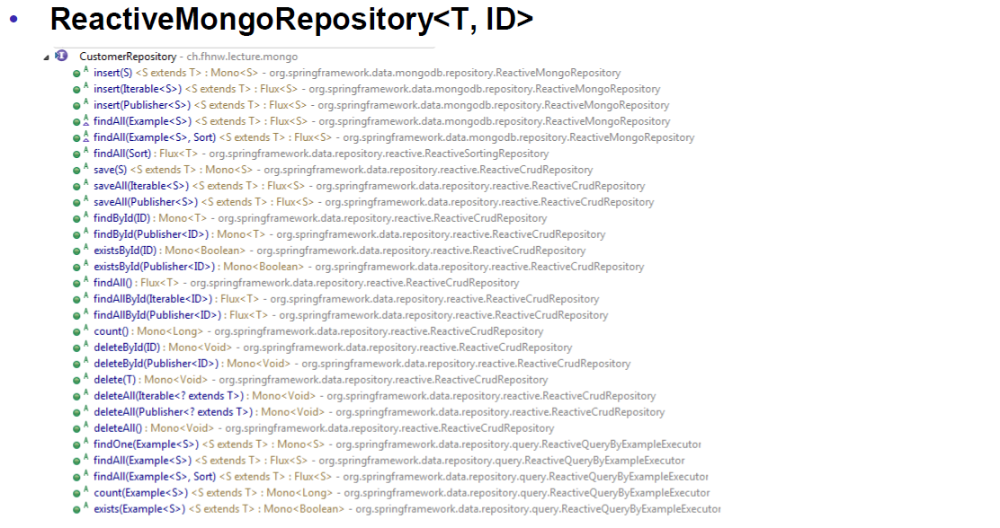 • ReactiveMongoRepository<T, ID>
CustomerRepository - ch.fhnw.lecture.mongo
insert(S) <S extends T> : Mono<S> - org.springframework.data.mongodb.repository.ReactiveMongoRepository
insert(Iterable<S>) <S extends T> : Flux<S> - org.springframework.data.mongodb.repository.ReactiveMongoRepository
insert(Publisher<S>) <S extends T> : Flux<S> - org.springframework.data.mongodb.repository.ReactiveMongoRepository
findAll(Example<S>) <S extends T> : Flux<S> - org.springframework.data.mongodb.repository.ReactiveMongoRepository
findAll(Example<S>, Sort) <S extends T> : Flux<S> - org.springframework.data.mongodb.repository.ReactiveMongoRepository
findAll(Sort) : Flux<T> - org.springframework.data.repository.reactive.ReactiveSortingRepository
save(S) <S extends T> : Mono<S> - org.springframework.data.repository.reactive.ReactiveCrudRepository
saveAll(Iterable<S>) <S extends T> : Flux<S> - org.springframework.data.repository.reactive.ReactiveCrudRepository
saveAll(Publisher<S>) <S extends T> : Flux<S> - org.springframework.data.repository.reactive.ReactiveCrudRepository
findById(ID) : Mono<T> - org.springframework.data.repository.reactive.ReactiveCrudRepository
findById(Publisher<ID>) : Mono<T> - org.springframework.data.repository.reactive.ReactiveCrudRepository
existsById(ID) : Mono<Boolean> - org.springframework.data.repository.reactive.ReactiveCrudRepository
existsById(Publisher<ID>) : Mono<Boolean> - org.springframework.data.repository.reactive.ReactiveCrudRepository
findAll() : Flux<T> - org.springframework.data.repository.reactive.ReactiveCrudRepository
findAllById(Iterable<ID>) : Flux<T> - org.springframework.data.repository.reactive.ReactiveCrudRepository
findAllById(Publisher<ID>) : Flux<T> - org.springframework.data.repository.reactive.ReactiveCrudRepository
count() : Mono<Long> - org.springframework.data.repository.reactive.ReactiveCrudRepository
deleteById(ID) : Mono<Void> - org.springframework.data.repository.reactive.ReactiveCrudRepository
deleteById(Publisher<ID>) : Mono<Void> - org.springframework.data.repository.reactive.ReactiveCrudRepository
delete(T) : Mono<Void> - org.springframework.data.repository.reactive.ReactiveCrudRepository
deleteAll(Iterable<? extends T>) : Mono<Void> - org.springframework.data.repository.reactive.ReactiveCrudRepository
deleteAll(Publisher<? extends T>) : Mono<Void> - org.springframework.data.repository.reactive.ReactiveCrudRepository
deleteAll() : Mono<Void> - org.springframework.data.repository.reactive.ReactiveCrudRepository
findOne(Example<S>) <S extends T> : Mono<S> - org.springframework.data.repository.query.ReactiveQueryByExampleExecutor
findAll(Example<S>) <S extends T> : Flux<S> - org.springframework.data.repository.query.ReactiveQueryByExampleExecutor
findAll(Example<S>, Sort) <S extends T> : Flux<S> - org.springframework.data.repository.query.ReactiveQueryByExampleExecutor
count(Example<S>) <S extends T> : Mono<Long> - org.springframework.data.repository.query.ReactiveQueryByExampleExecutor
exists(Example<S>) <S extends T> : Mono<Boolean> - org.springframework.data.repository.query.ReactiveQueryByExampleExecutor